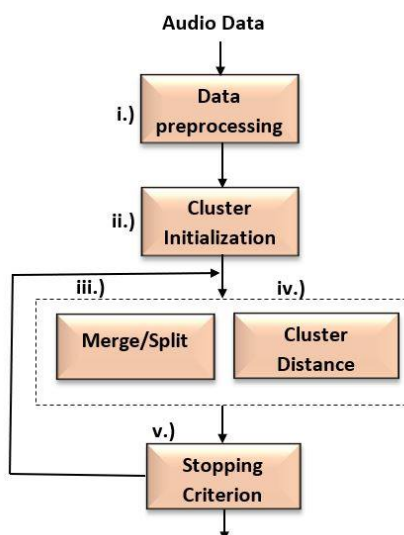 Audio Data
i.)
Data
preprocessing
ii.)
Cluster
Initialization
iii.)
Merge/Split
iv.)
Cluster
Distance
v.)
Stopping
Criterion